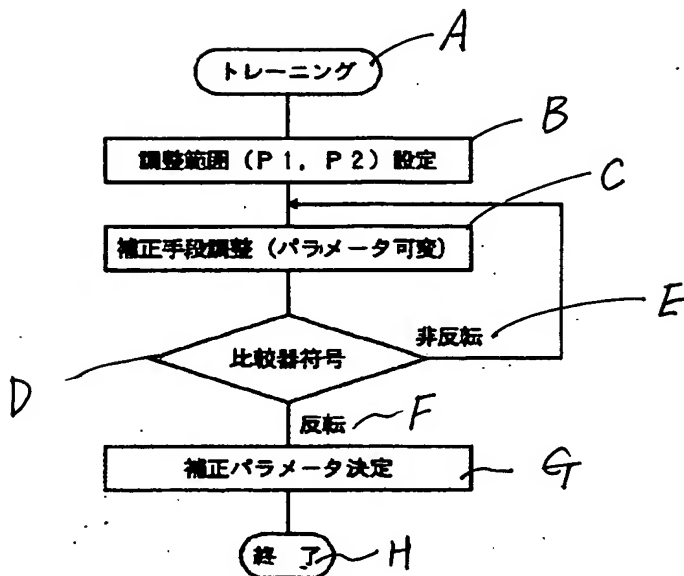 A
トレーニング
B
調整範囲(P1, P2)設定
C
補正手段調整(パラメータ可変)
E
非反転
比較器符号
D
反転
F
補正パラメータ決定
G
終 了
H